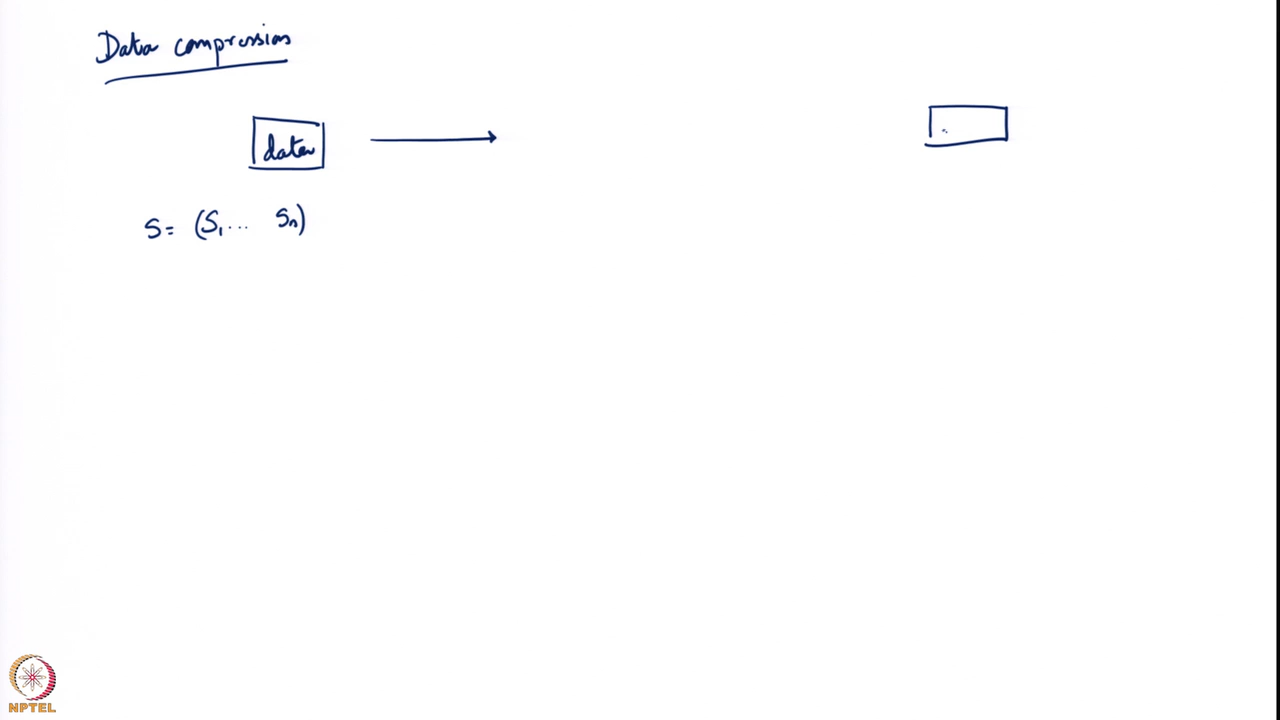 Data compression
data
S = (S₁... Sₙ)
NPTEL